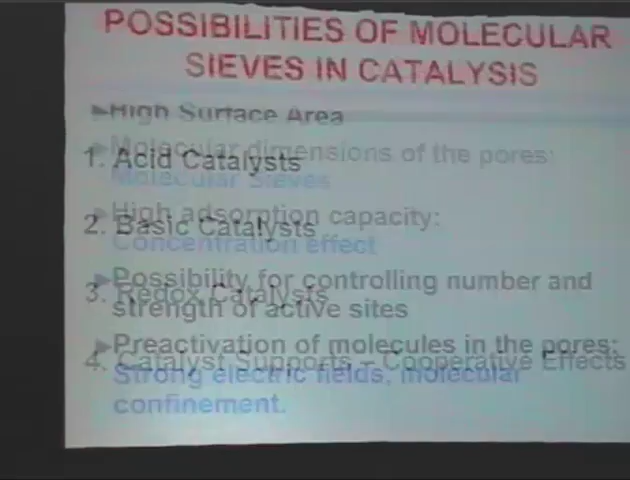 POSSIBILITIES OF MOLECULAR
SIEVES IN CATALYSIS
►High Surface Area
►Molecular dimensions of the pores:
1. Acid Catalysts
Molecular Sieves
►High adsorption capacity:
2. Basic Catalysts
Concentration effect
►Possibility for controlling number and
3. Redox Catalysts
strength of active sites
►Preactivation of molecules in the pores:
4. Catalyst Supports – Cooperative Effects
Strong electric fields, molecular
confinement.